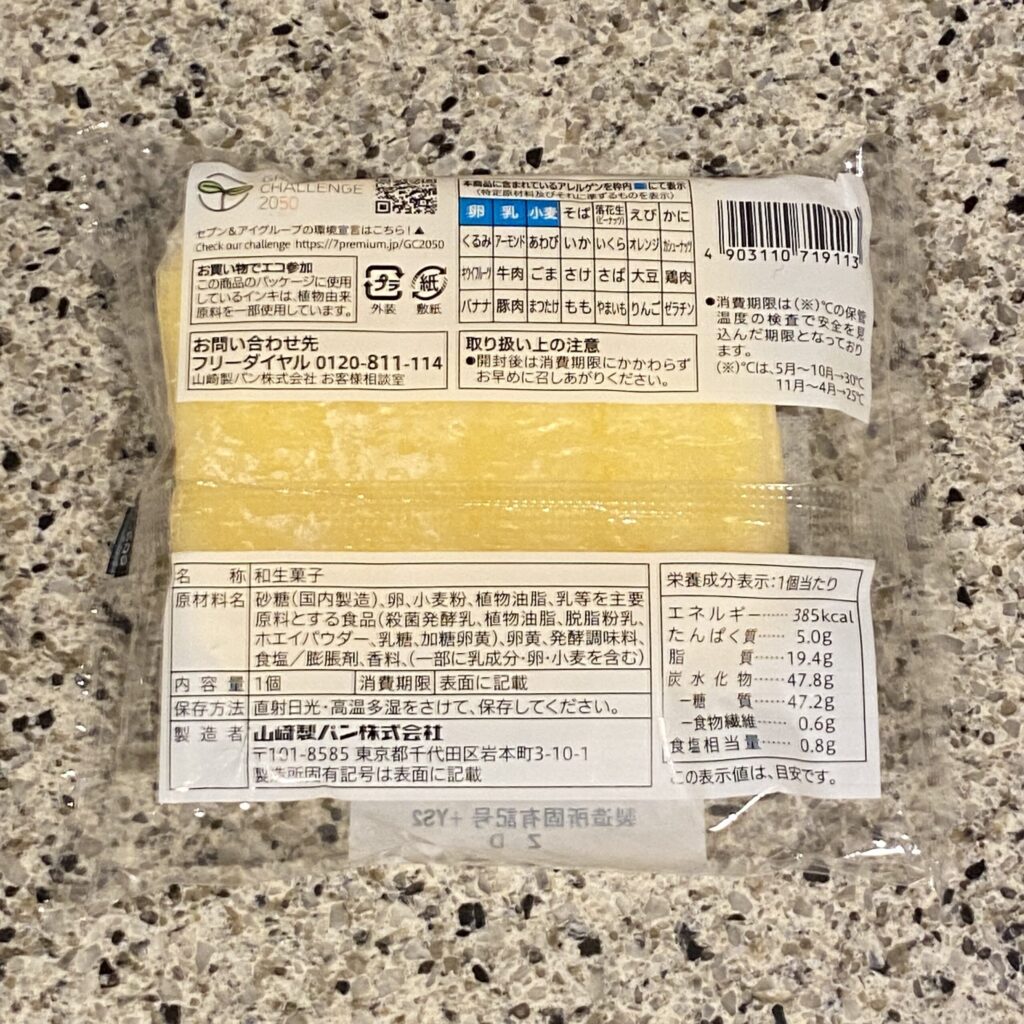 CHALLENGE
2050
セブン&アイグループの環境宣言はこちら!▲
Check our challenge https://7premium.jp/GC2050
お買い物でエコ参加
この商品のパッケージに使用
しているインキは、植物由来
原料を一部使用しています。
プラ
外装
紙
敷紙
お問い合わせ先
フリーダイヤル 0120-811-114
山崎製パン株式会社 お客様相談室
本商品に含まれているアレルゲンを枠内■にて表示
(特定原材料及びそれに準ずるものを表示)
卵 乳 小麦 そば 落花生(ピーナッツ) えび かに
くるみ アーモンド あわび いか いくら オレンジ カシューナッツ
キウイフルーツ 牛肉 ごま さけ さば 大豆 鶏肉
バナナ 豚肉 まつたけ もも やまいも りんご ゼラチン
取り扱い上の注意
●開封後は消費期限にかかわらず
お早めに召しあがりください。
4 903110 719113
●消費期限は(※)℃の保管
温度の検査で安全を見
込んだ期限となっており
ます。
(※)℃は、5月〜10月→30℃
11月〜4月→25℃
名称 和生菓子
原材料名 砂糖(国内製造)、卵、小麦粉、植物油脂、乳等を主要
原料とする食品(殺菌発酵乳、植物油脂、脱脂粉乳、
ホエイパウダー、乳糖、加糖卵黄)、卵黄、発酵調味料、
食塩/膨脹剤、香料、(一部に乳成分・卵・小麦を含む)
内容量 1個 消費期限 表面に記載
保存方法 直射日光・高温多湿をさけて、保存してください。
製造者 山崎製パン株式会社
〒101-8585 東京都千代田区岩本町3-10-1
製造所固有記号は表面に記載
栄養成分表示:1個当たり
エネルギー……385kcal
たんぱく質…… 5.0g
脂質……19.4g
炭水化物……47.8g
−糖質……47.2g
−食物繊維…… 0.6g
食塩相当量…… 0.8g
この表示値は、目安です。
製造所固有記号 +YS2
Z D